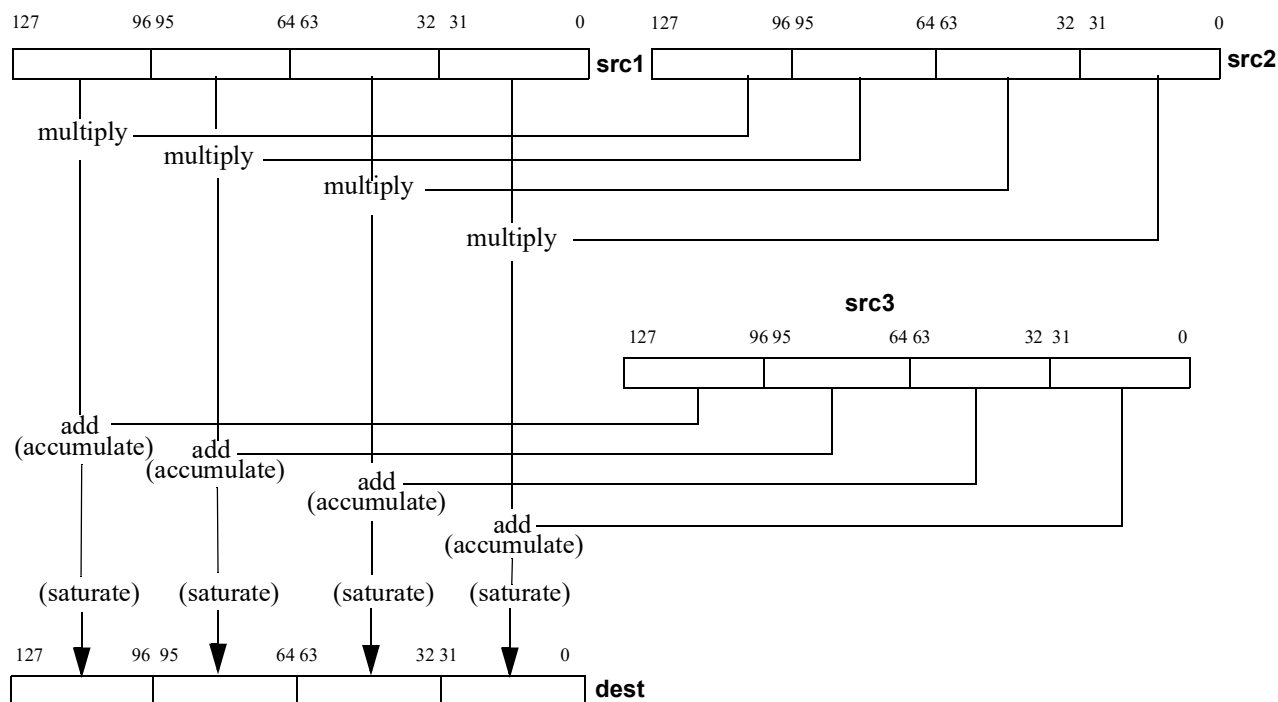 127 96 95 64 63 32 31 0 127 96 95 64 63 32 31 0
src1 src2
multiply
multiply
multiply
multiply
src3
127 96 95 64 63 32 31 0
add
(accumulate)
add
(accumulate)
add
(accumulate)
add
(accumulate)
(saturate) (saturate) (saturate) (saturate)
127 96 95 64 63 32 31 0
dest